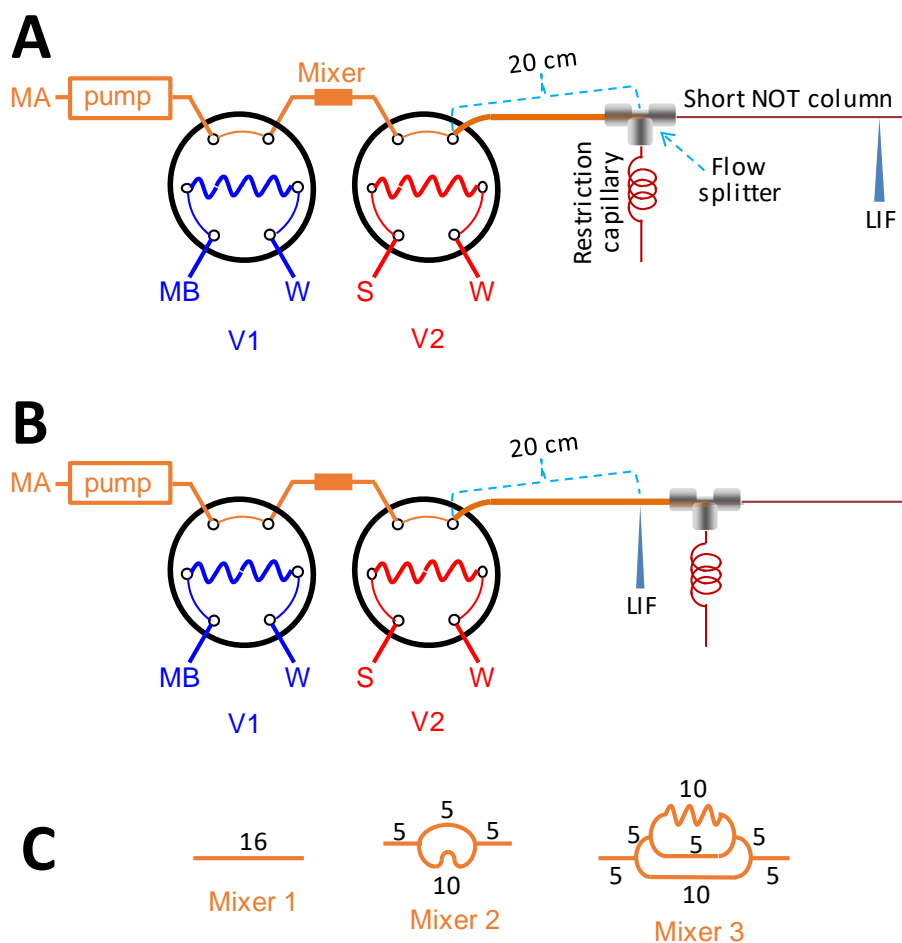 A
20 cm
Mixer
MA
pump
Short NOT column
Restriction
capillary
Flow
splitter
LIF
MB
W
S
W
V1
V2
B
20 cm
MA
pump
LIF
MB
W
S
W
V1
V2
C
16
Mixer 1
5
5
5
10
Mixer 2
10
5
5
5
5
10
5
Mixer 3